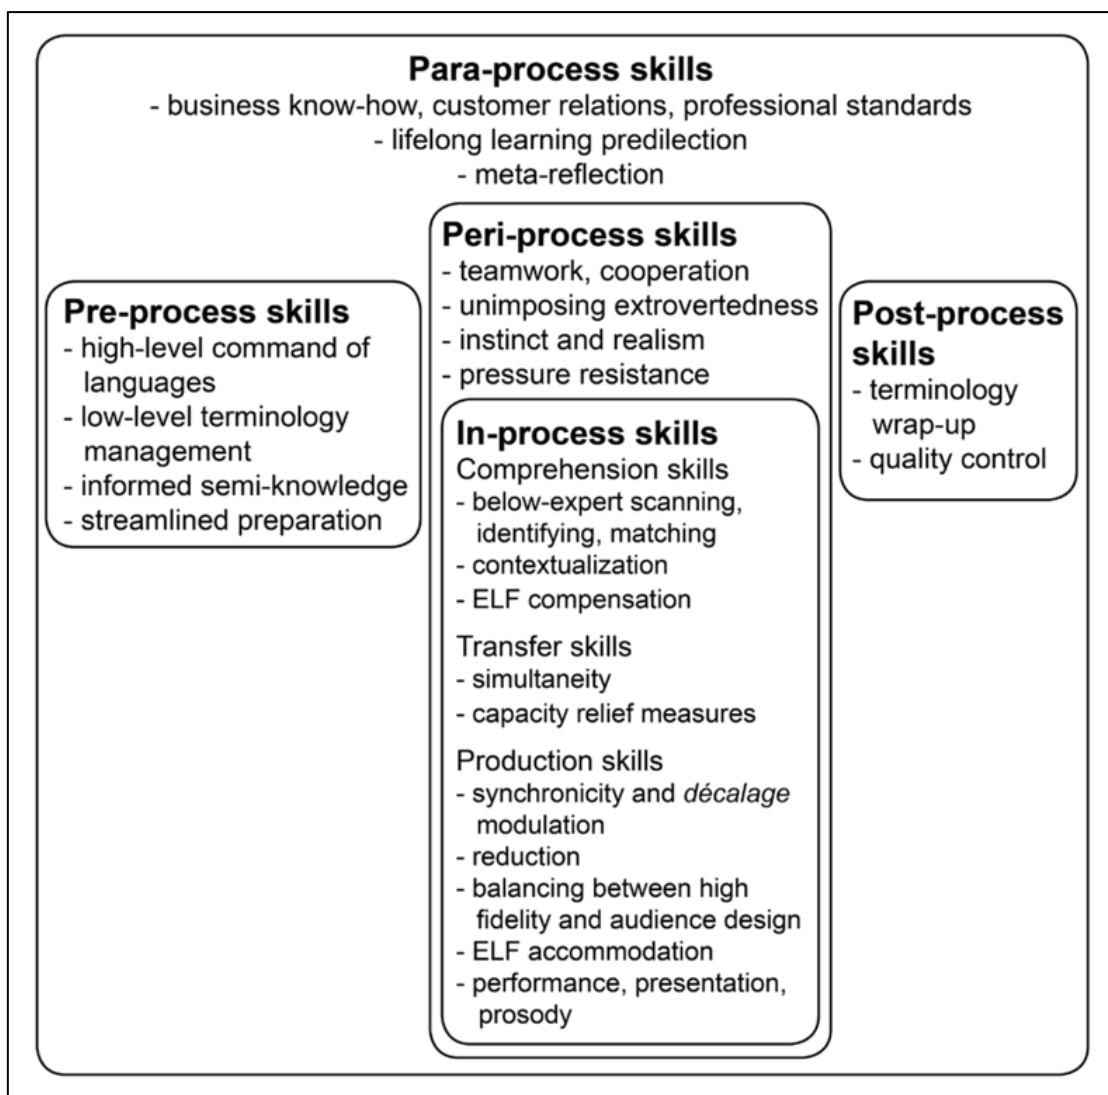 Para-process skills
- business know-how, customer relations, professional standards
- lifelong learning predilection
- meta-reflection
Pre-process skills
- high-level command of
languages
- low-level terminology
management
- informed semi-knowledge
- streamlined preparation
Peri-process skills
- teamwork, cooperation
- unimposing extrovertedness
- instinct and realism
- pressure resistance
In-process skills
Comprehension skills
- below-expert scanning,
identifying, matching
- contextualization
- ELF compensation
Transfer skills
- simultaneity
- capacity relief measures
Production skills
- synchronicity and décalage
modulation
- reduction
- balancing between high
fidelity and audience design
- ELF accommodation
- performance, presentation,
prosody
Post-process
skills
- terminology
wrap-up
- quality control